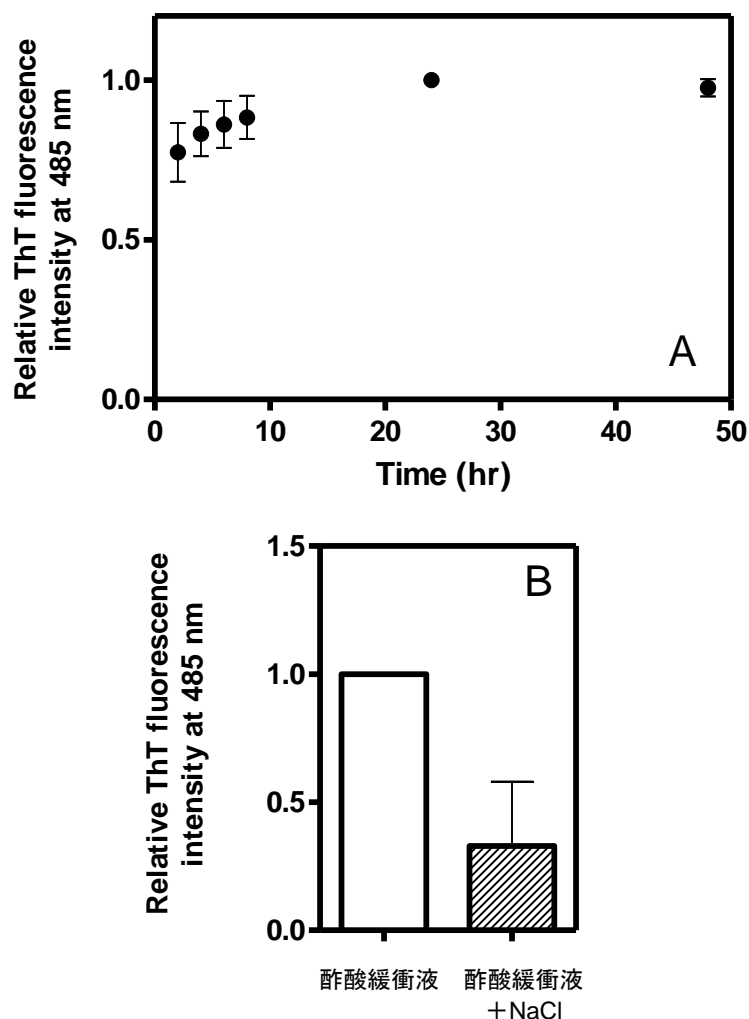 Relative ThT fluorescence
intensity at 485 nm
1.0
0.5
0.0
0 10 20 30 40 50
Time (hr)
A
Relative ThT fluorescence
intensity at 485 nm
1.5
1.0
0.5
0.0
B
酢酸緩衝液 酢酸緩衝液
＋NaCl